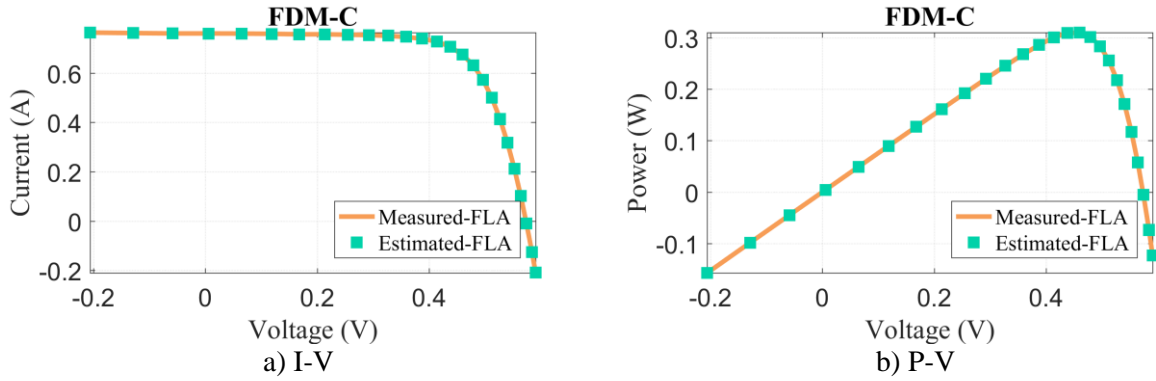 FDM-C
Current (A)
0.6
0.4
0.2
0
-0.2
-0.2
0
0.2
0.4
Voltage (V)
Measured-FLA
Estimated-FLA
a) I-V
FDM-C
Power (W)
0.3
0.2
0.1
0
-0.1
-0.2
0
0.2
0.4
Voltage (V)
Measured-FLA
Estimated-FLA
b) P-V